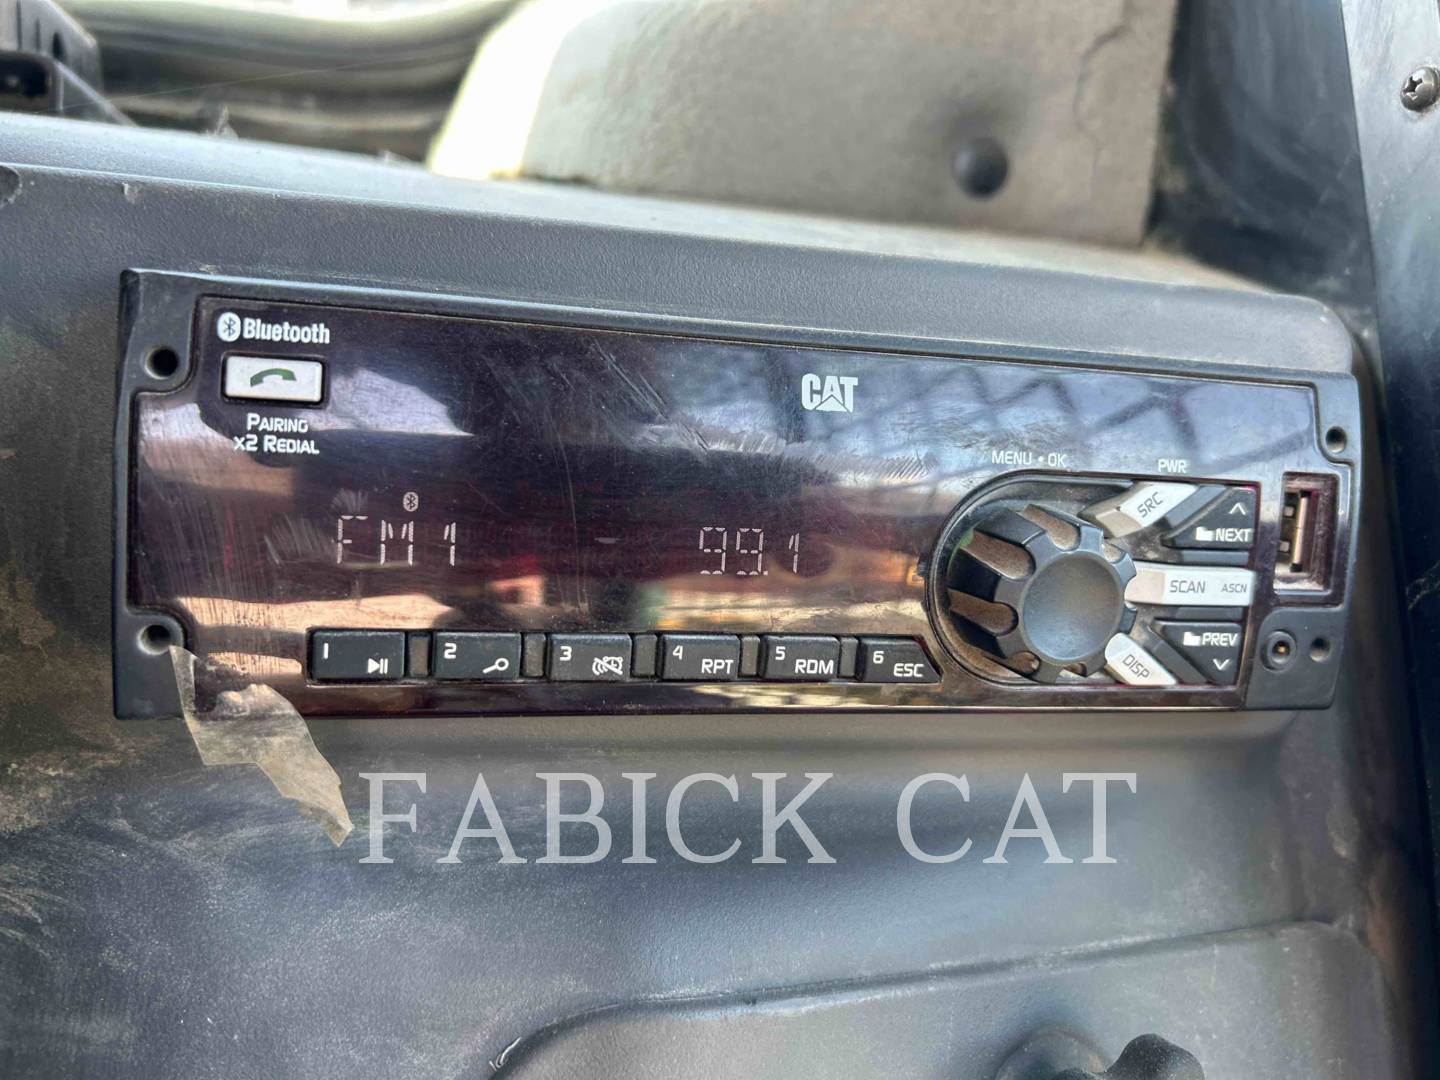 Bluetooth
CAT
PAIRING
X2 REDIAL
MENU • OK
PWR
SRC
NEXT
FM1 99.1
SCAN ASCN
PREV
1 2 3 4 RPT 5 RDM 6 ESC
DISP
FABICK CAT